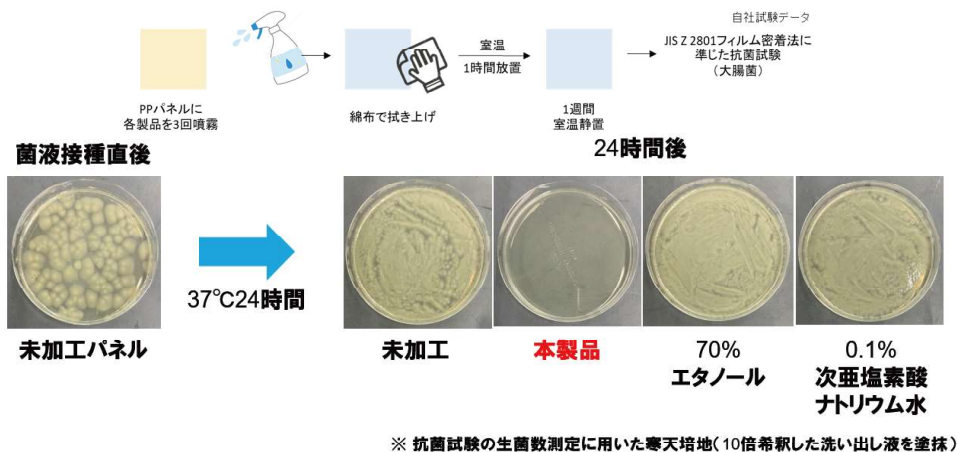 自社試験データ
JIS Z 2801フィルム密着法に
準じた抗菌試験
(大腸菌)
室温
1時間放置
PPパネルに
各製品を3回噴霧
綿布で拭き上げ
1週間
室温静置
菌液接種直後
24時間後
37℃24時間
未加工パネル
未加工
本製品
70%
エタノール
0.1%
次亜塩素酸
ナトリウム水
※ 抗菌試験の生菌数測定に用いた寒天培地(10倍希釈した洗い出し液を塗抹)